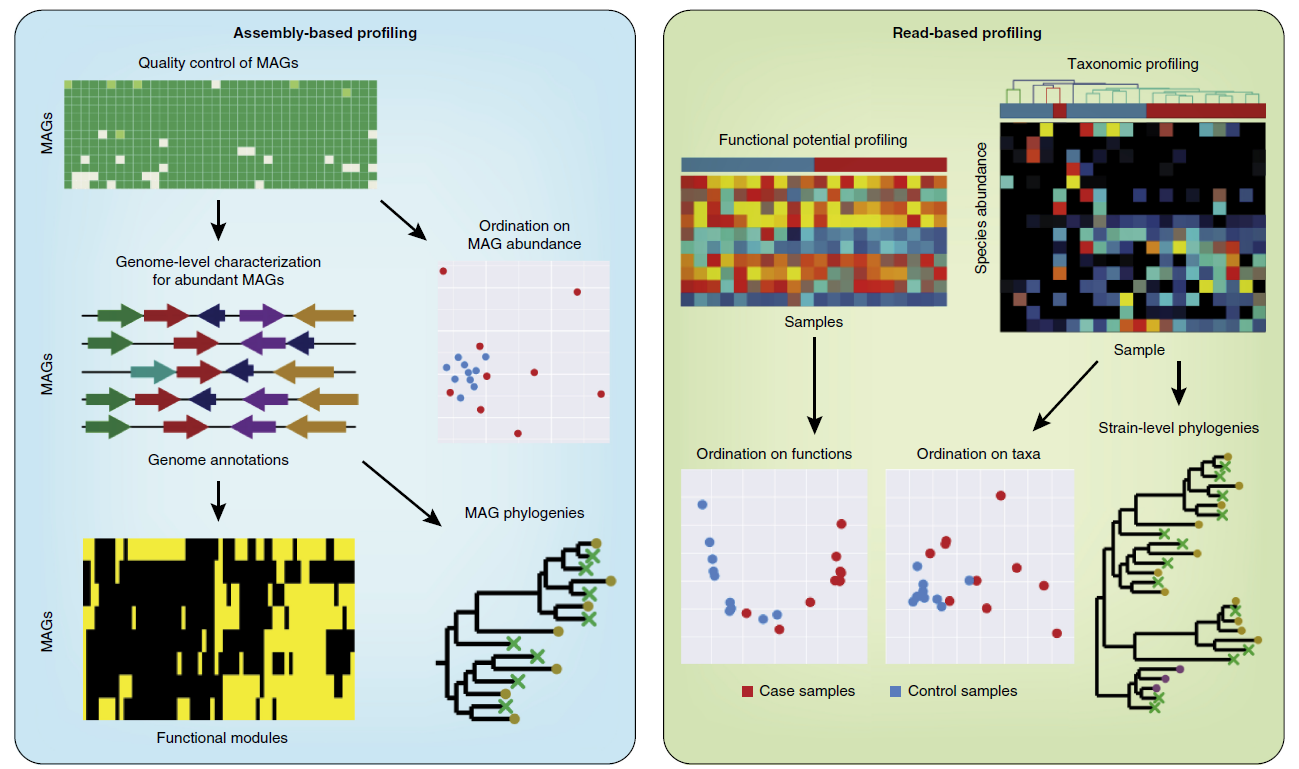 Assembly-based profiling
Quality control of MAGs
MAGs
Genome-level characterization
for abundant MAGs
MAGs
Genome annotations
Ordination on
MAG abundance
MAG phylogenies
MAGs
Functional modules
Read-based profiling
Functional potential profiling
Samples
Taxonomic profiling
Species abundance
Sample
Ordination on functions
Ordination on taxa
Strain-level phylogenies
Case samples
Control samples